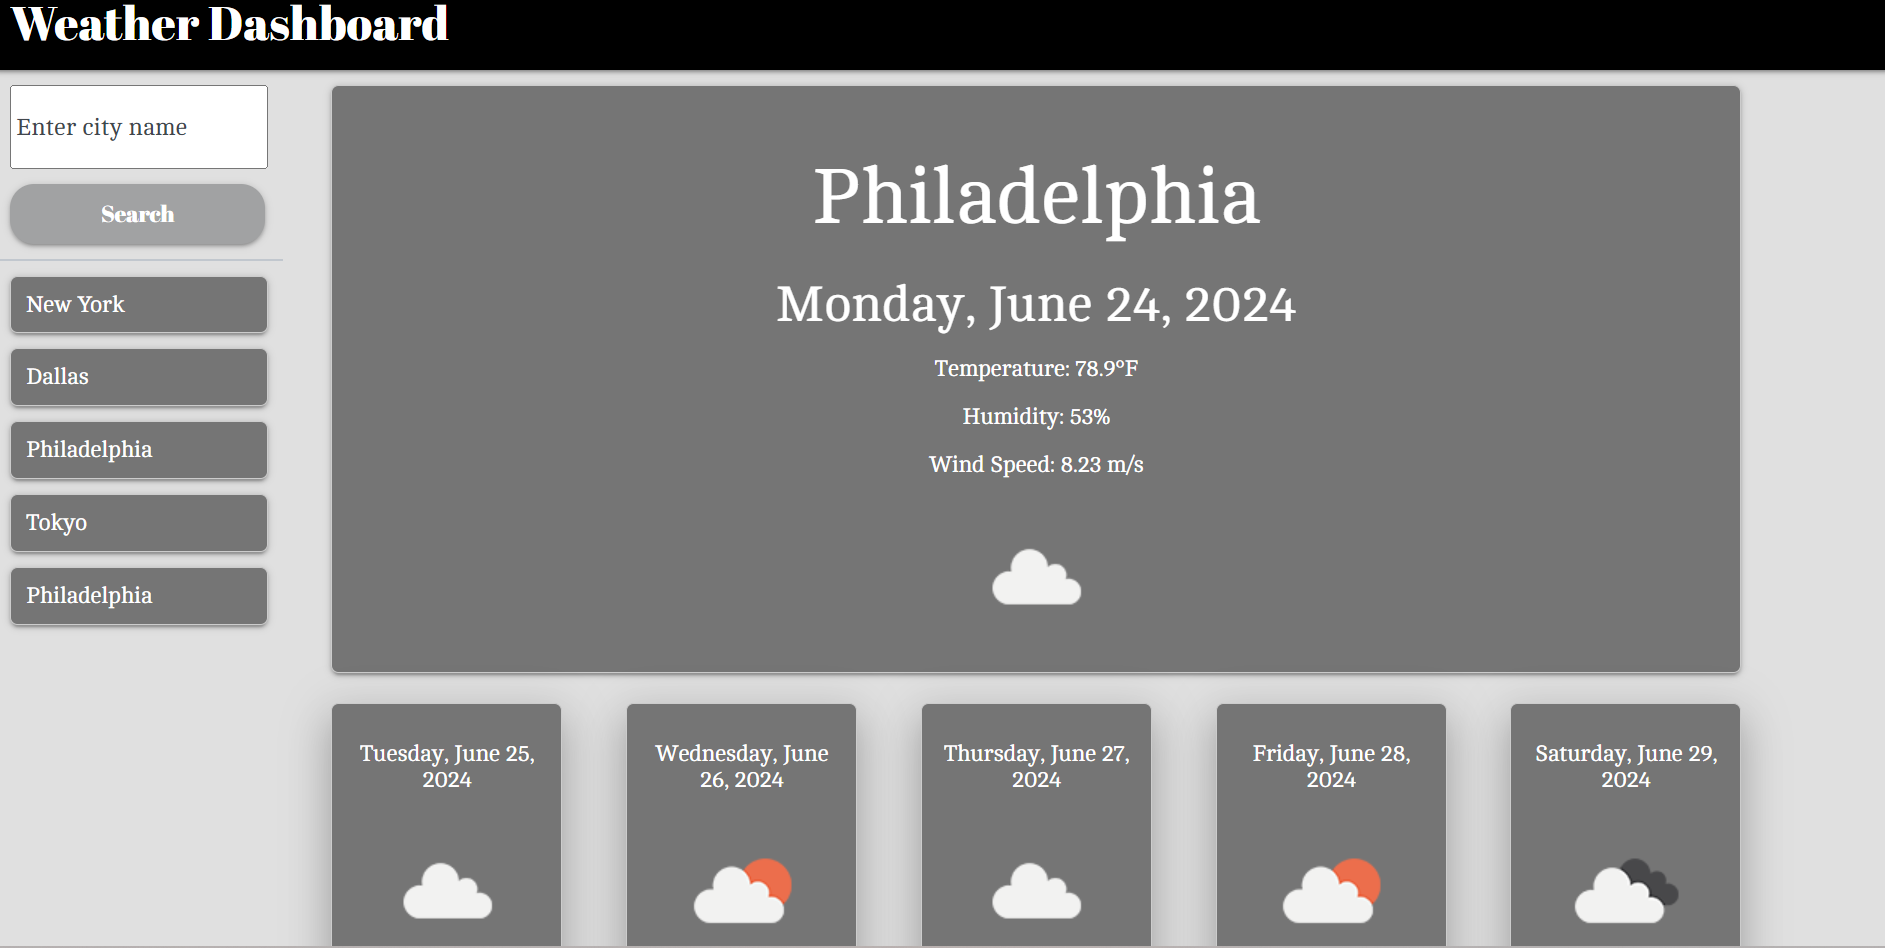 Weather Dashboard
Enter city name
Search
New York
Dallas
Philadelphia
Tokyo
Philadelphia
Philadelphia
Monday, June 24, 2024
Temperature: 78.9°F
Humidity: 53%
Wind Speed: 8.23 m/s
Tuesday, June 25,
2024
Wednesday, June
26, 2024
Thursday, June 27,
2024
Friday, June 28,
2024
Saturday, June 29,
2024